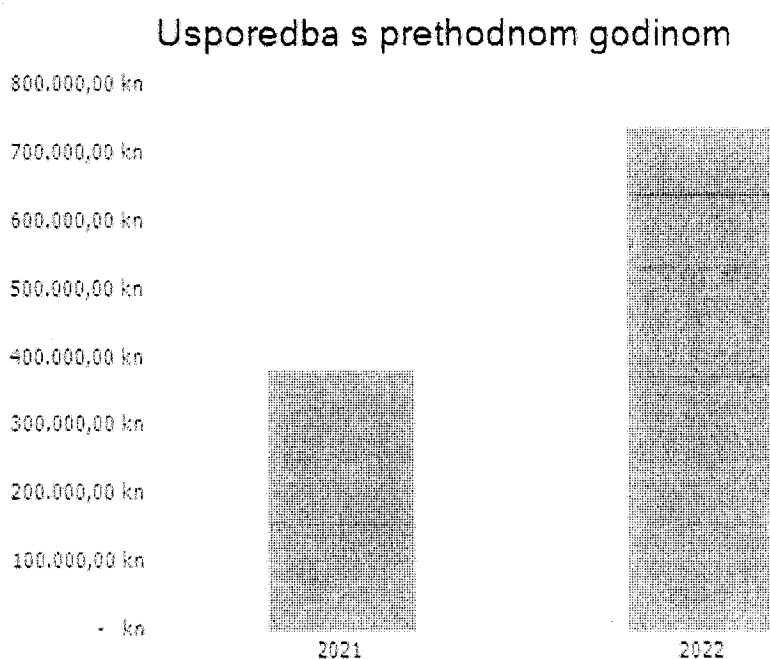 Usporedba s prethodnom godinom
800.000,00 kn
700.000,00 kn
600.000,00 kn
500.000,00 kn
400.000,00 kn
300.000,00 kn
200.000,00 kn
100.000,00 kn
- kn
2021
2022